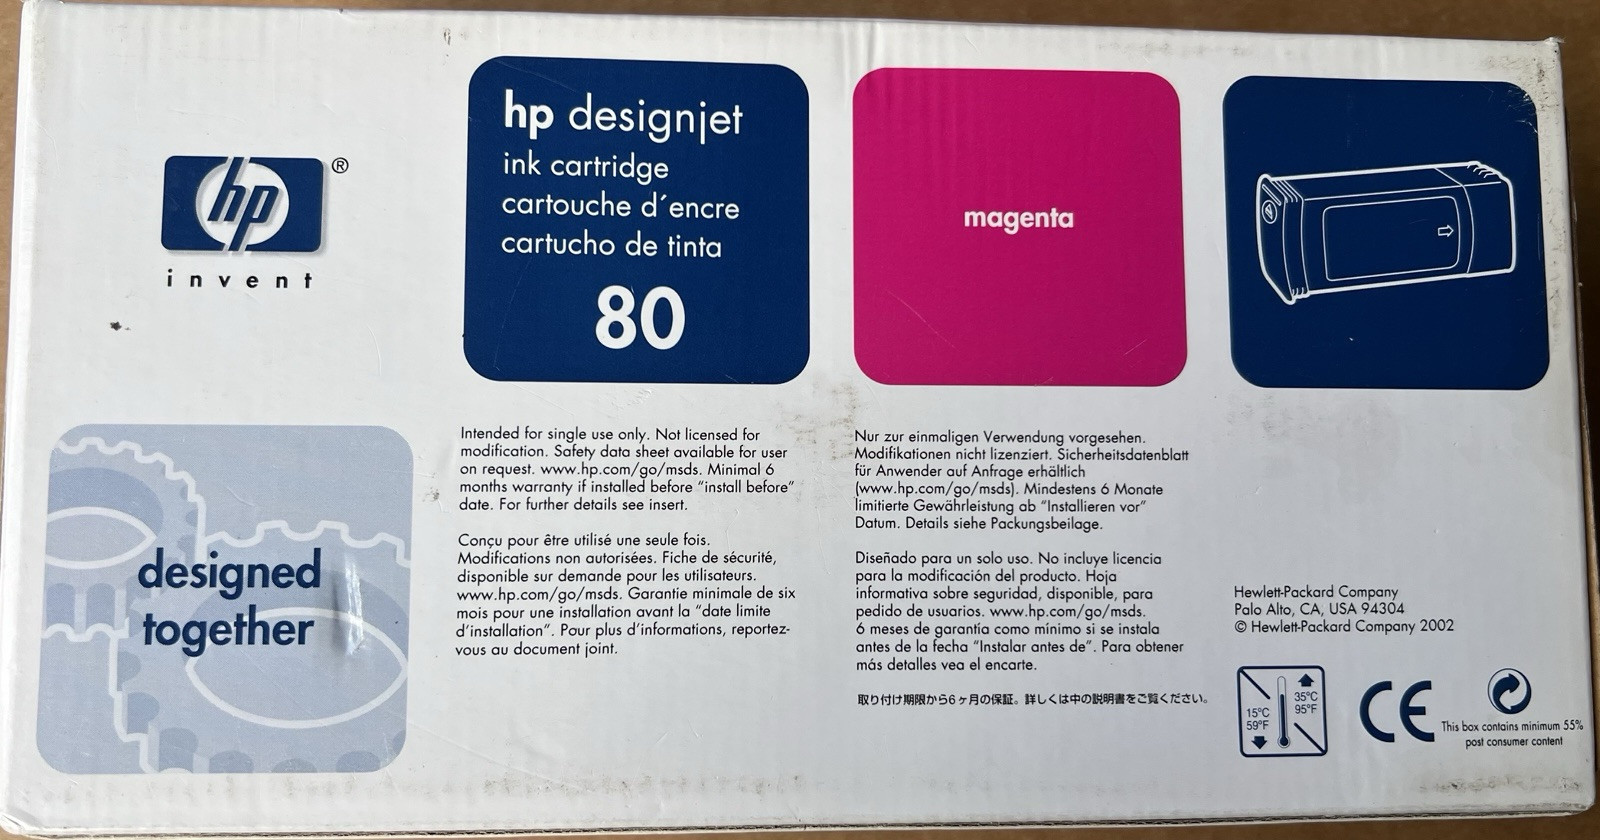 hp
®
invent
hp designjet
ink cartridge
cartouche d´encre
cartucho de tinta
80
magenta
designed
together
Intended for single use only. Not licensed for
modification. Safety data sheet available for user
on request. www.hp.com/go/msds. Minimal 6
months warranty if installed before "install before"
date. For further details see insert.
Conçu pour être utilisé une seule fois.
Modifications non autorisées. Fiche de sécurité,
disponible sur demande pour les utilisateurs.
www.hp.com/go/msds. Garantie minimale de six
mois pour une installation avant la "date limite
d'installation". Pour plus d'informations, reportez-
vous au document joint.
Nur zur einmaligen Verwendung vorgesehen.
Modifikationen nicht lizenziert. Sicherheitsdatenblatt
für Anwender auf Anfrage erhältlich
(www.hp.com/go/msds). Mindestens 6 Monate
limitierte Gewährleistung ab "Installieren vor"
Datum. Details siehe Packungsbeilage.
Diseñado para un solo uso. No incluye licencia
para la modificación del producto. Hoja
informativa sobre seguridad, disponible, para
pedido de usuarios. www.hp.com/go/msds.
6 meses de garantía como mínimo si se instala
antes de la fecha "Instalar antes de". Para obtener
más detalles vea el encarte.
取り付け期限から6ヶ月の保証。詳しくは中の説明書をご覧ください。
Hewlett-Packard Company
Palo Alto, CA, USA 94304
© Hewlett-Packard Company 2002
35°C
95°F
15°C
59°F
CE
This box contains minimum 55%
post consumer content